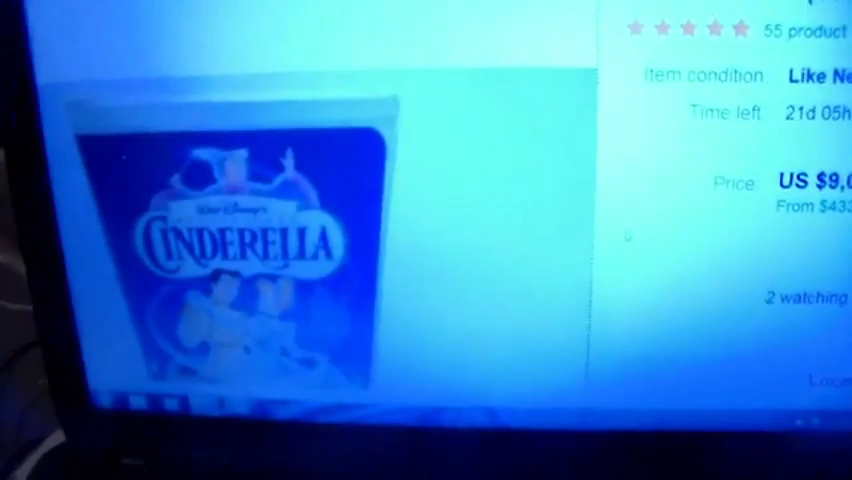 55 product
Item condition Like Ne
Time left 21d 05h
Price: US $9,0
From $433
2 watching
Walt Disney's
CINDERELLA